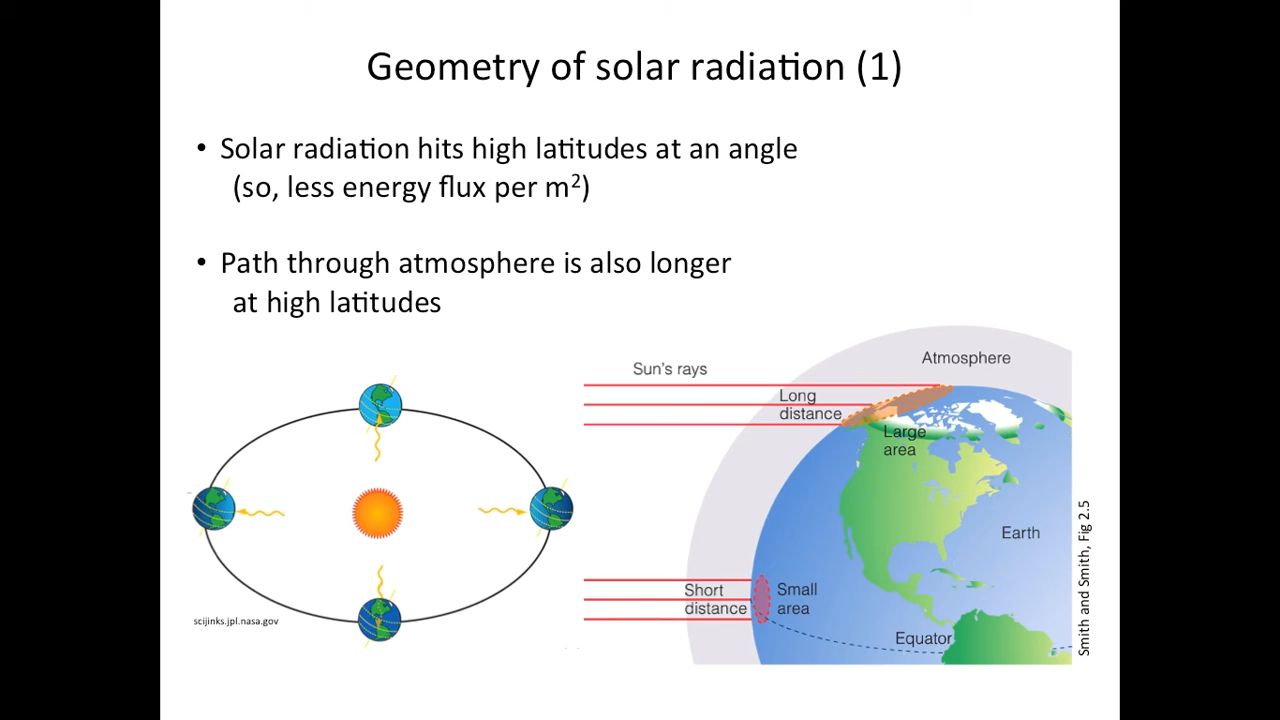 Geometry of solar radiation (1)
• Solar radiation hits high latitudes at an angle
(so, less energy flux per m²)
• Path through atmosphere is also longer
at high latitudes
scijinks.jpl.nasa.gov
Sun's rays
Atmosphere
Long
distance
Large
area
Earth
Short
distance
Small
area
Equator
Smith and Smith, Fig 2.5